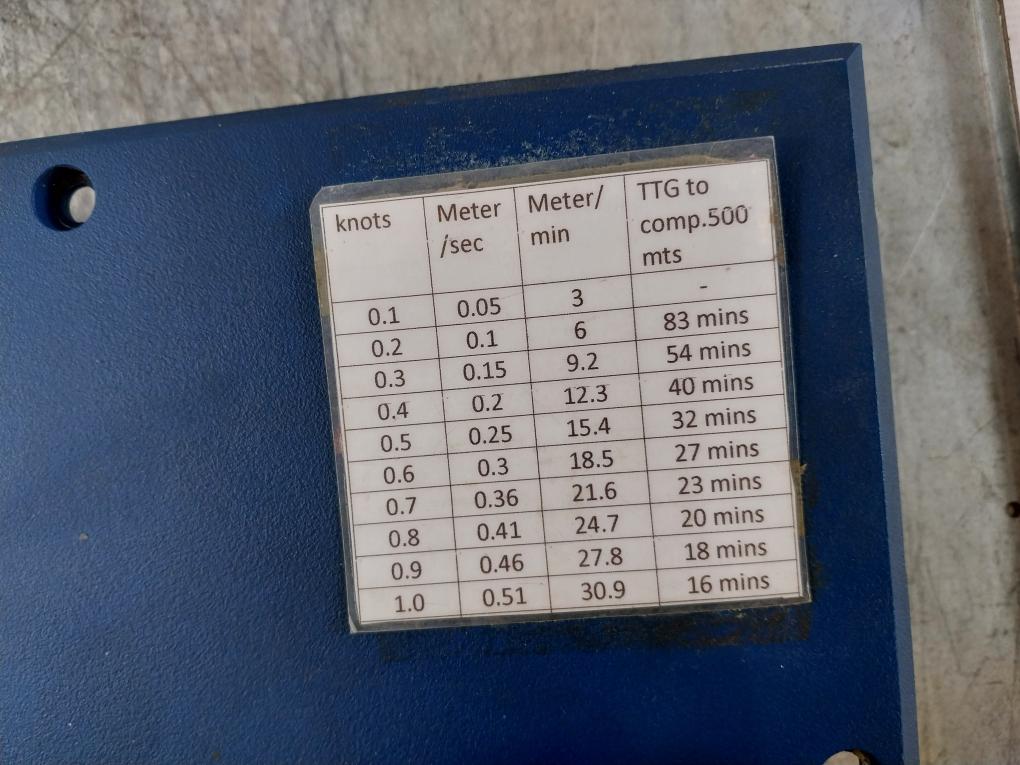 knots Meter /sec Meter/ min TTG to comp.500 mts
0.1 0.05 3 -
0.2 0.1 6 83 mins
0.3 0.15 9.2 54 mins
0.4 0.2 12.3 40 mins
0.5 0.25 15.4 32 mins
0.6 0.3 18.5 27 mins
0.7 0.36 21.6 23 mins
0.8 0.41 24.7 20 mins
0.9 0.46 27.8 18 mins
1.0 0.51 30.9 16 mins